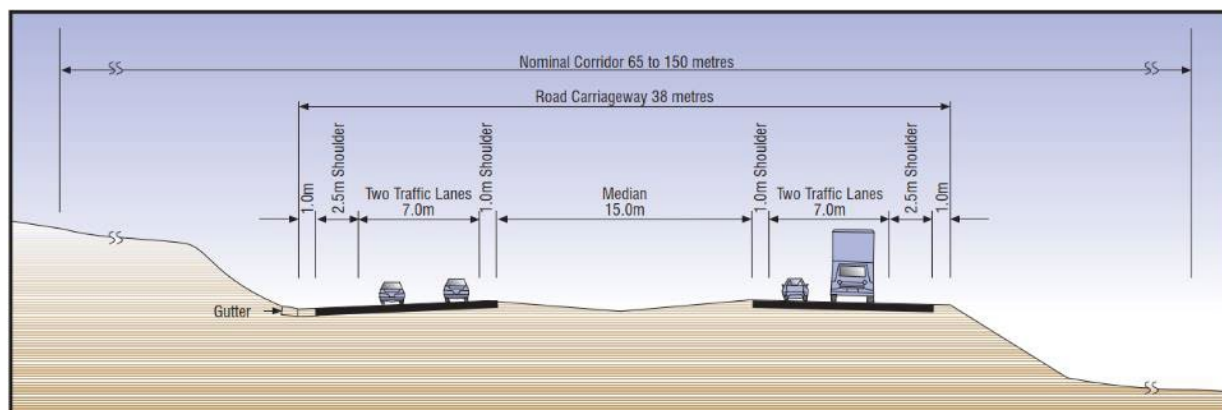 Nominal Corridor 65 to 150 metres
Road Carriageway 38 metres
1.0m
2.5m Shoulder
Two Traffic Lanes
7.0m
1.0m Shoulder
Median
15.0m
1.0m Shoulder
Two Traffic Lanes
7.0m
2.5m Shoulder
1.0m
Gutter